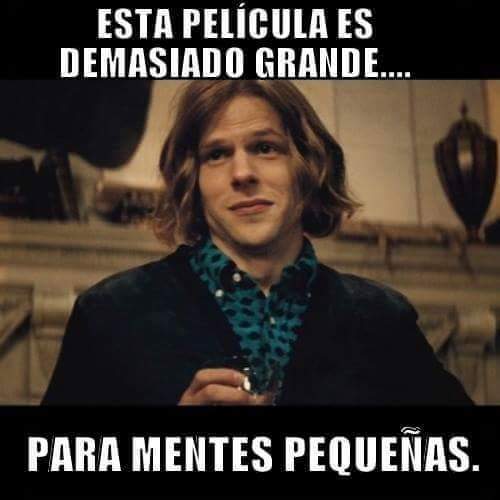 ESTA PELÍCULA ES
DEMASIADO GRANDE....
PARA MENTES PEQUEÑAS.